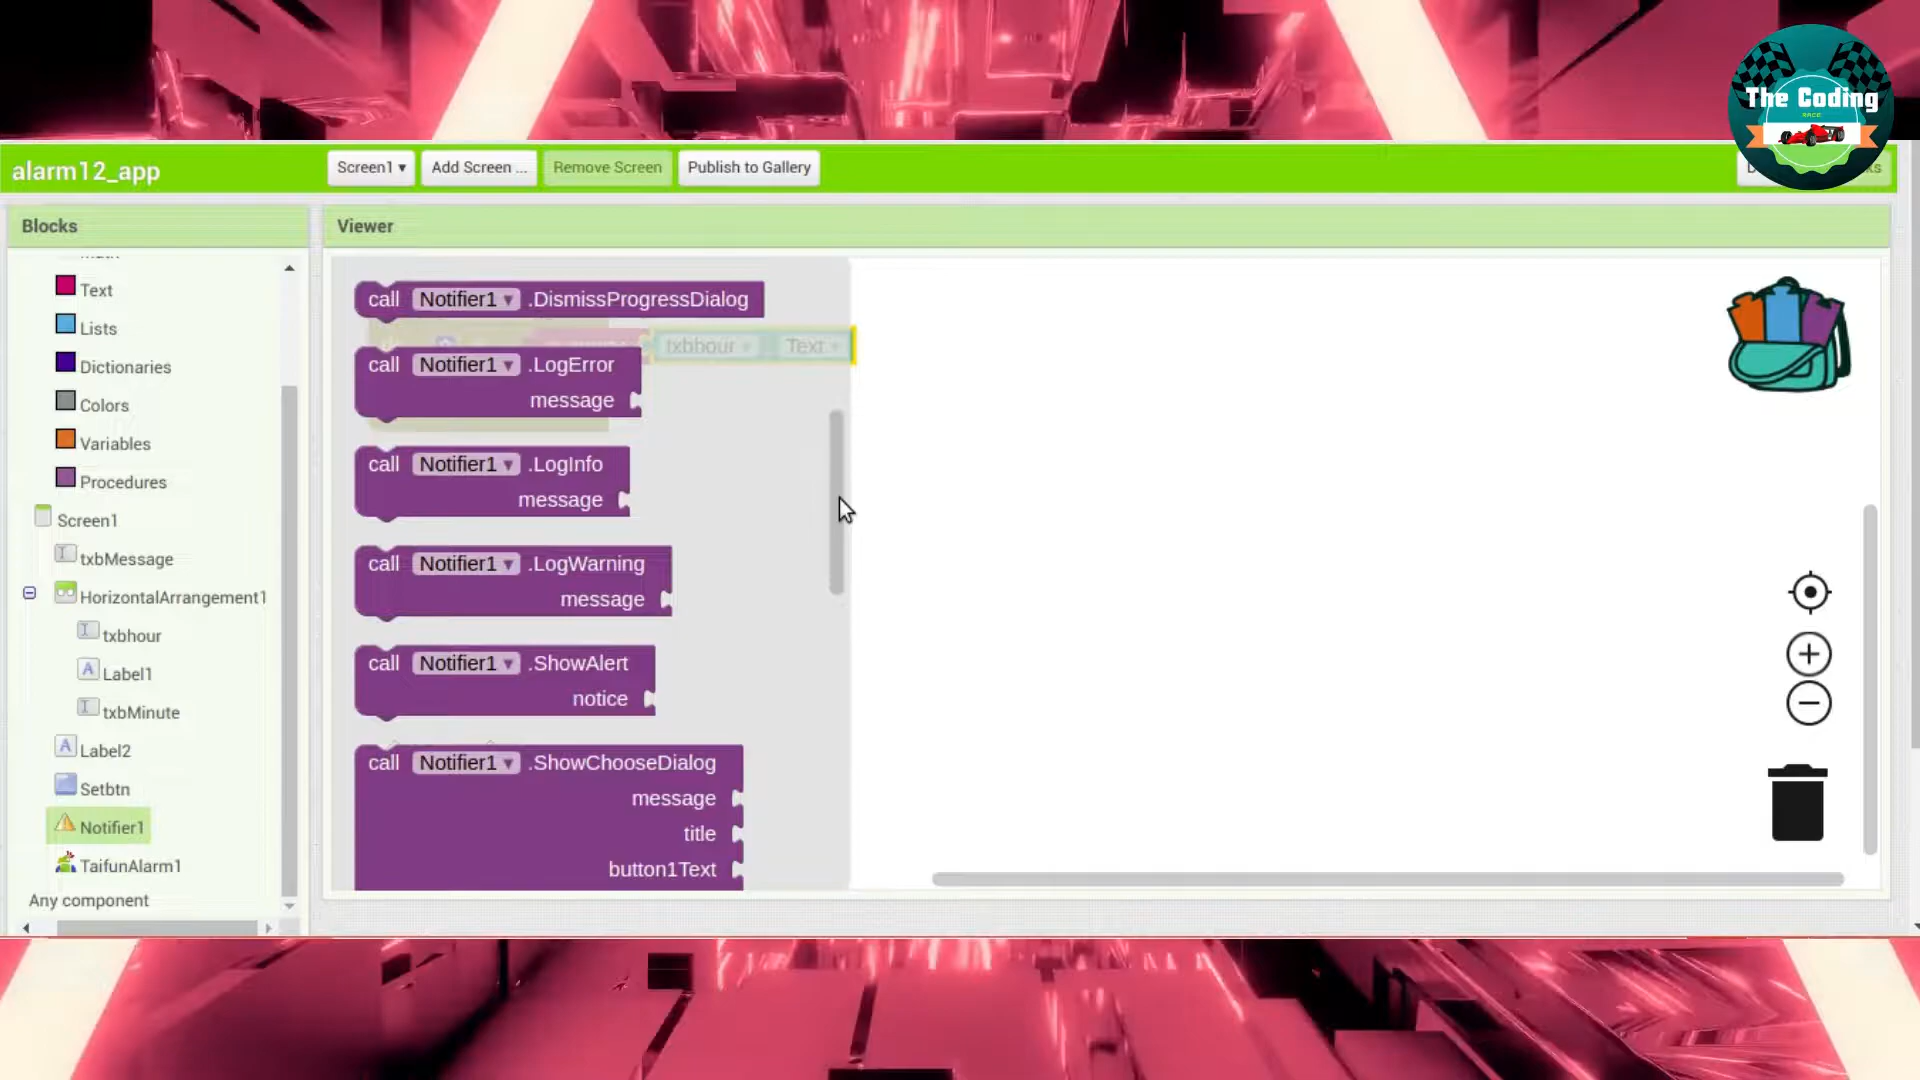 The Coding
RACE
alarm12_app
Screen1 ▾
Add Screen ...
Remove Screen
Publish to Gallery
Blocks
Viewer
Text
Lists
Dictionaries
Colors
Variables
Procedures
Screen1
txbMessage
HorizontalArrangement1
txbhour
Label1
txbMinute
Label2
Setbtn
Notifier1
TaifunAlarm1
Any component
call Notifier1 ▾ .DismissProgressDialog
txbhour ▾ . Text ▾
call Notifier1 ▾ .LogError
message
call Notifier1 ▾ .LogInfo
message
call Notifier1 ▾ .LogWarning
message
call Notifier1 ▾ .ShowAlert
notice
call Notifier1 ▾ .ShowChooseDialog
message
title
button1Text